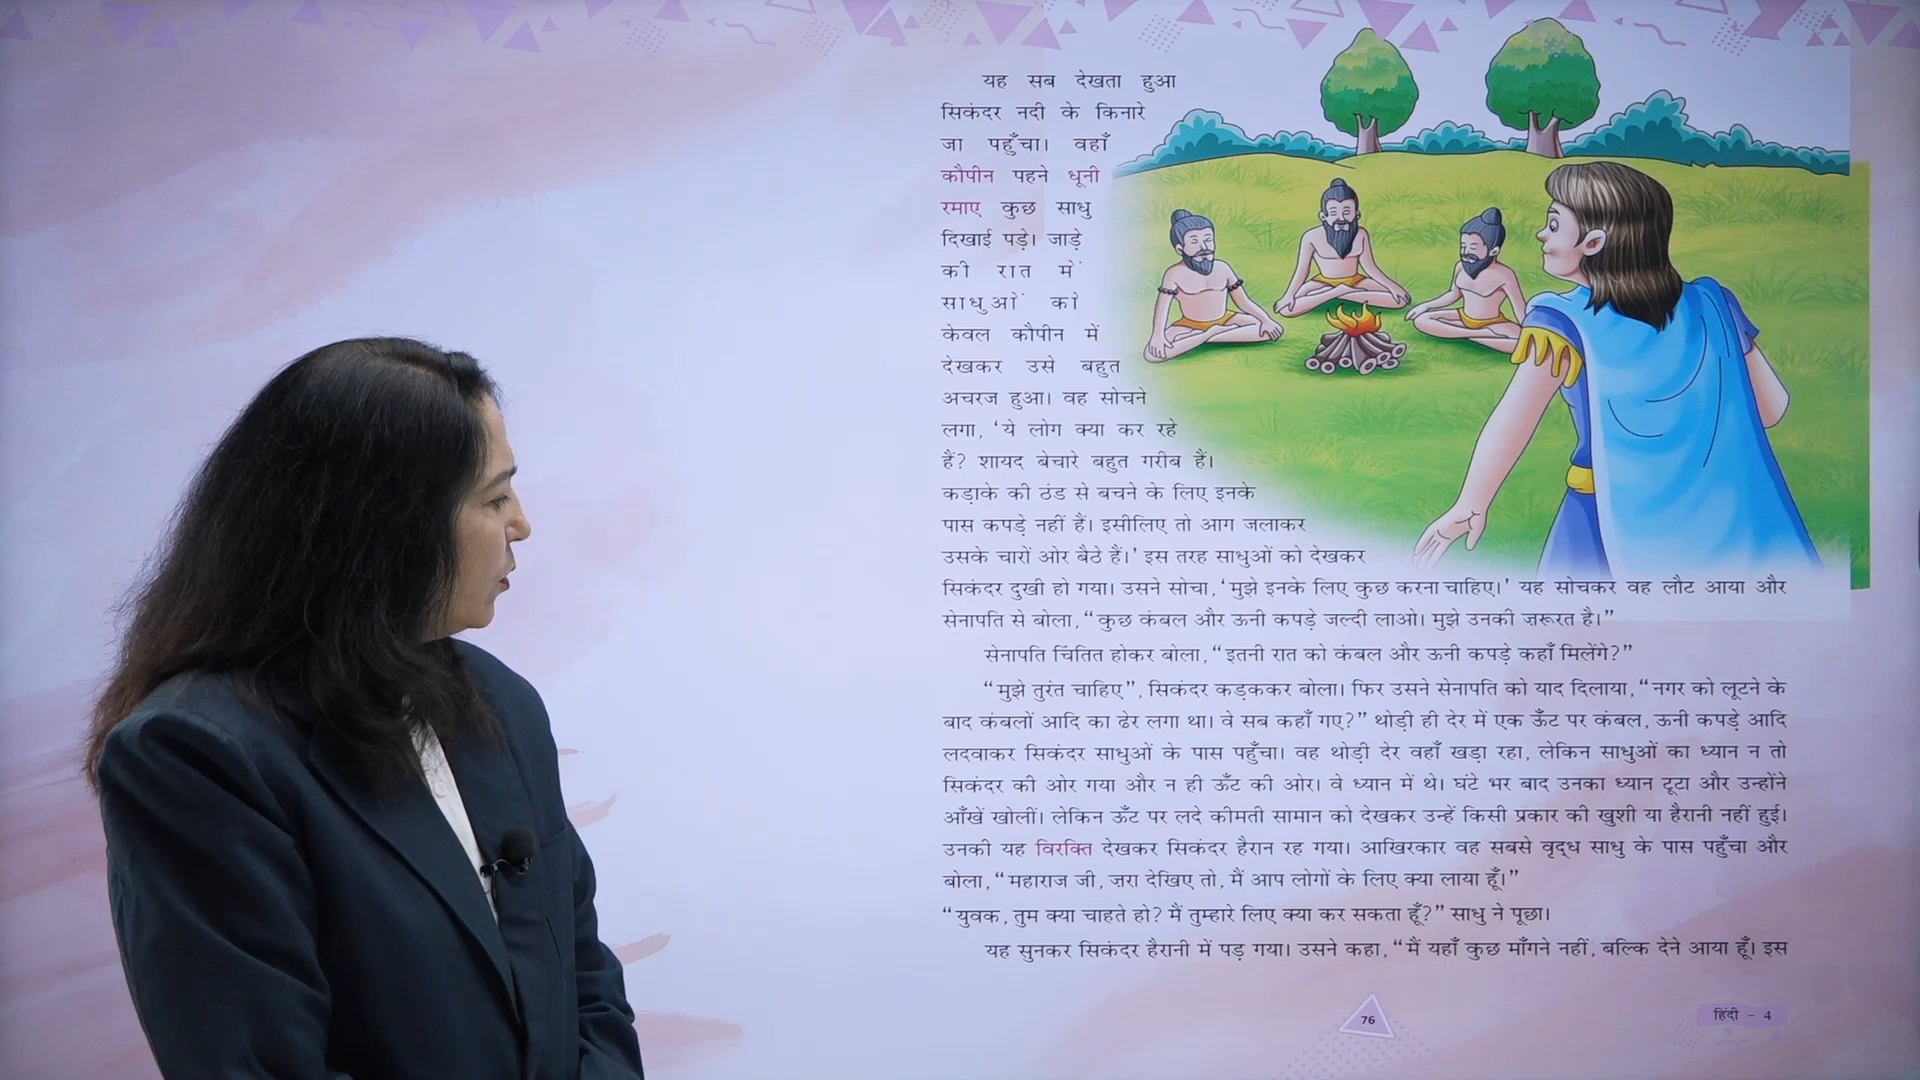 यह सब देखता हुआ
सिकंदर नदी के किनारे
जा पहुँचा। वहाँ
कौपीन पहने धूनी
रमाए कुछ साधु
दिखाई पड़े। जाड़े
की रात में
साधुओं को
केवल कौपीन में
देखकर उसे बहुत
अचरज हुआ। वह सोचने
लगा, ‘ये लोग क्या कर रहे
हैं? शायद बेचारे बहुत गरीब हैं।
कड़ाके की ठंड से बचने के लिए इनके
पास कपड़े नहीं हैं। इसीलिए तो आग जलाकर
उसके चारों ओर बैठे हैं।’ इस तरह साधुओं को देखकर
सिकंदर दुखी हो गया। उसने सोचा, ‘मुझे इनके लिए कुछ करना चाहिए।’ यह सोचकर वह लौट आया और
सेनापति से बोला, “कुछ कंबल और ऊनी कपड़े जल्दी लाओ। मुझे उनकी ज़रूरत है।”
सेनापति चिंतित होकर बोला, “इतनी रात को कंबल और ऊनी कपड़े कहाँ मिलेंगे?”
“मुझे तुरंत चाहिए”, सिकंदर कड़ककर बोला। फिर उसने सेनापति को याद दिलाया, “नगर को लूटने के
बाद कंबलों आदि का ढेर लगा था। वे सब कहाँ गए?” थोड़ी ही देर में एक ऊँट पर कंबल, ऊनी कपड़े आदि
लदवाकर सिकंदर साधुओं के पास पहुँचा। वह थोड़ी देर वहाँ खड़ा रहा, लेकिन साधुओं का ध्यान न तो
सिकंदर की ओर गया और न ही ऊँट की ओर। वे ध्यान में थे। घंटे भर बाद उनका ध्यान टूटा और उन्होंने
आँखें खोलीं। लेकिन ऊँट पर लदे कीमती सामान को देखकर उन्हें किसी प्रकार की खुशी या हैरानी नहीं हुई।
उनकी यह विरक्ति देखकर सिकंदर हैरान रह गया। आखिरकार वह सबसे वृद्ध साधु के पास पहुँचा और
बोला, “महाराज जी, ज़रा देखिए तो, मैं आप लोगों के लिए क्या लाया हूँ।”
“युवक, तुम क्या चाहते हो? मैं तुम्हारे लिए क्या कर सकता हूँ?” साधु ने पूछा।
यह सुनकर सिकंदर हैरानी में पड़ गया। उसने कहा, “मैं यहाँ कुछ माँगने नहीं, बल्कि देने आया हूँ। इस
76
हिंदी – 4